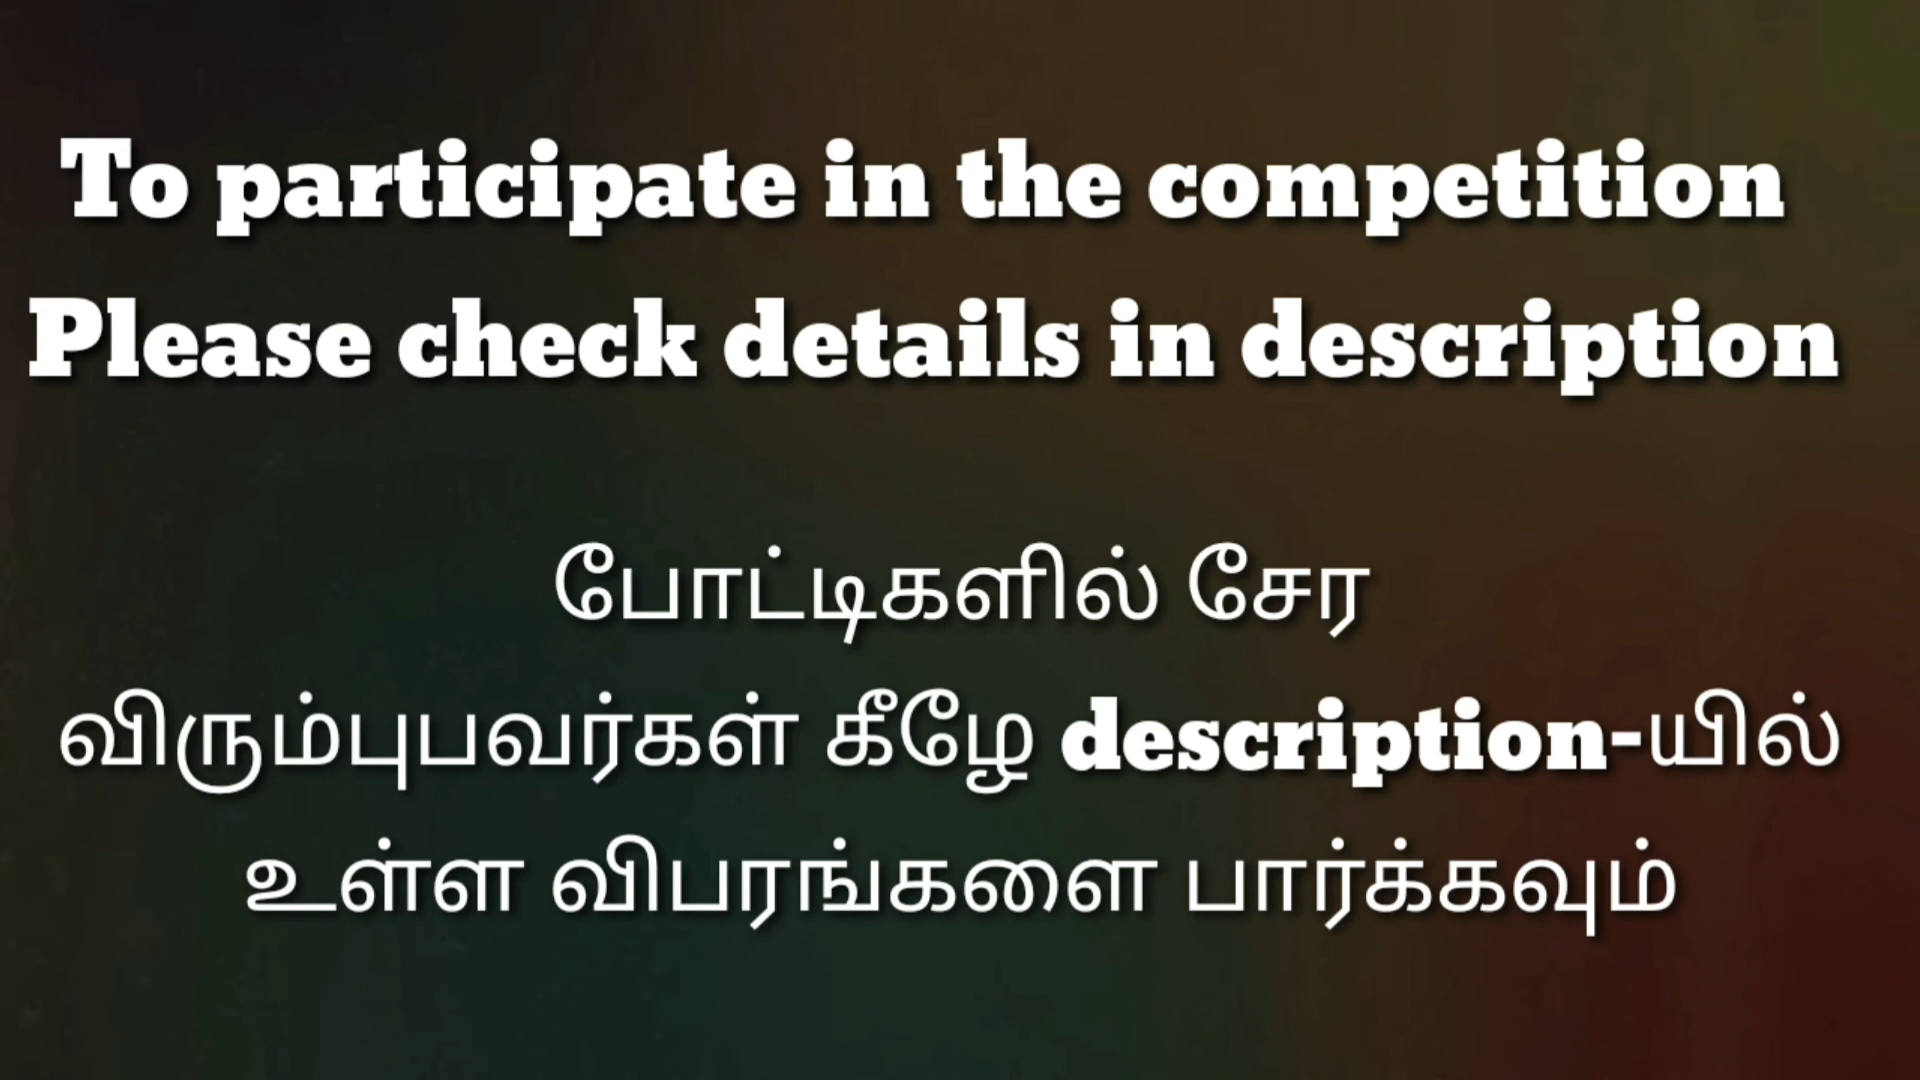 To participate in the competition
Please check details in description
போட்டிகளில் சேர
விரும்புபவர்கள் கீழே description-யில்
உள்ள விபரங்களை பார்க்கவும்